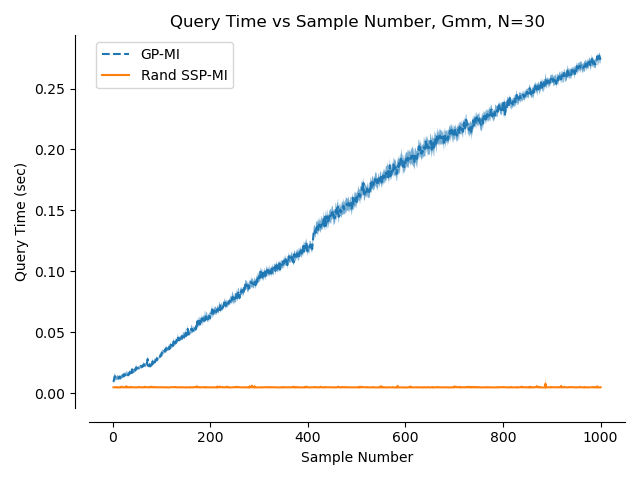 Query Time vs Sample Number, Gmm, N=30
GP-MI
Rand SSP-MI
Query Time (sec)
0.25
0.20
0.15
0.10
0.05
0.00
0 200 400 600 800 1000
Sample Number